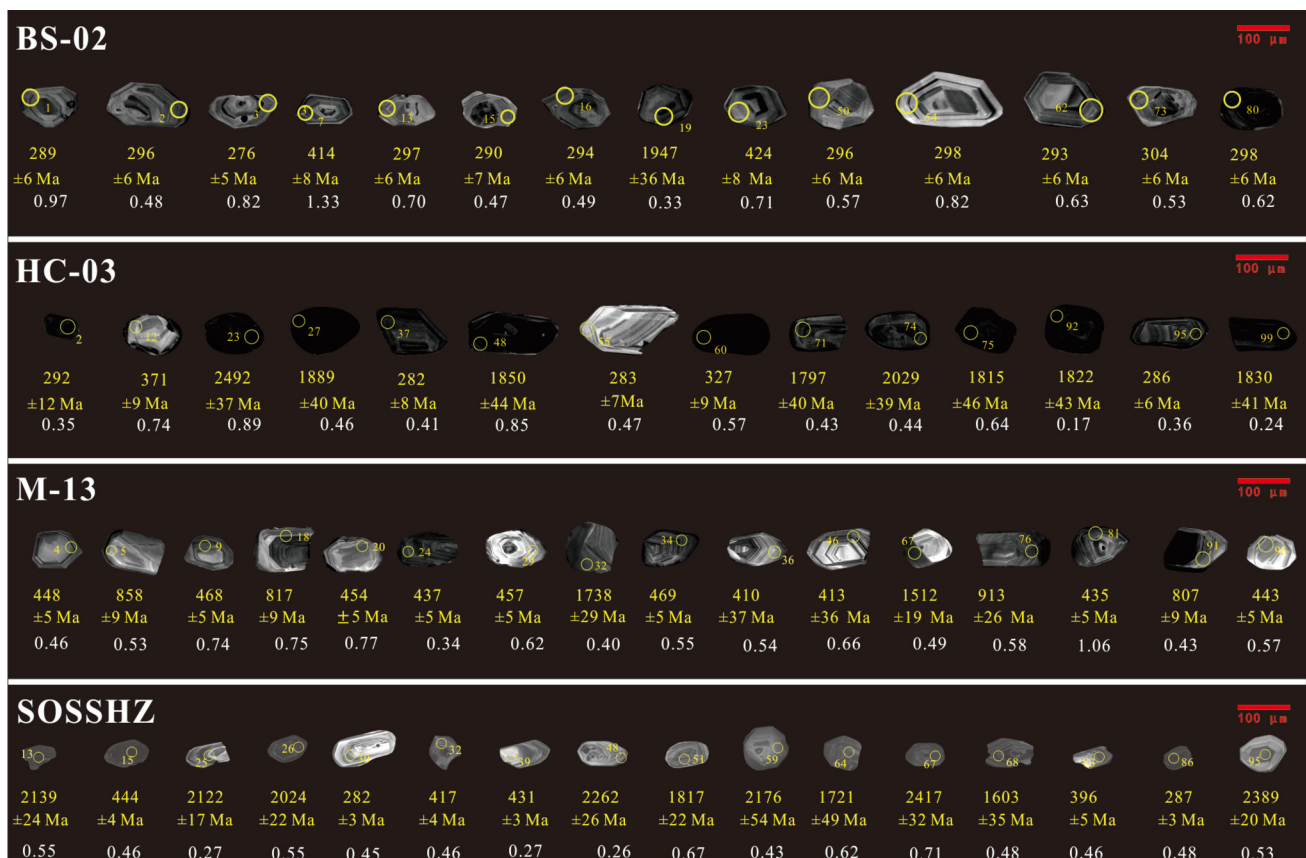 BS-02
100 μm
1 2 3 7 13 15 16 19 23 50 54 62 73 80
289 296 276 414 297 290 294 1947 424 296 298 293 304 298
±6 Ma ±6 Ma ±5 Ma ±8 Ma ±6 Ma ±7 Ma ±6 Ma ±36 Ma ±8 Ma ±6 Ma ±6 Ma ±6 Ma ±6 Ma ±6 Ma
0.97 0.48 0.82 1.33 0.70 0.47 0.49 0.33 0.71 0.57 0.82 0.63 0.53 0.62
HC-03
100 μm
2 12 23 27 37 48 60 71 74 75 92 95 99
292 371 2492 1889 282 1850 283 327 1797 2029 1815 1822 286 1830
±12 Ma ±9 Ma ±37 Ma ±40 Ma ±8 Ma ±44 Ma ±7Ma ±9 Ma ±40 Ma ±39 Ma ±46 Ma ±43 Ma ±6 Ma ±41 Ma
0.35 0.74 0.89 0.46 0.41 0.85 0.47 0.57 0.43 0.44 0.64 0.17 0.36 0.24
M-13
100 μm
4 5 9 18 20 24 32 34 36 46 67 76 81 91
448 858 468 817 454 437 457 1738 469 410 413 1512 913 435 807 443
±5 Ma ±9 Ma ±5 Ma ±9 Ma ±5 Ma ±5 Ma ±5 Ma ±29 Ma ±5 Ma ±37 Ma ±36 Ma ±19 Ma ±26 Ma ±5 Ma ±9 Ma ±5 Ma
0.46 0.53 0.74 0.75 0.77 0.34 0.62 0.40 0.55 0.54 0.66 0.49 0.58 1.06 0.43 0.57
SOSSHZ
100 μm
13 15 25 26 32 39 48 51 59 64 67 68 86 95
2139 444 2122 2024 282 417 431 2262 1817 2176 1721 2417 1603 396 287 2389
±24 Ma ±4 Ma ±17 Ma ±22 Ma ±3 Ma ±4 Ma ±3 Ma ±26 Ma ±22 Ma ±54 Ma ±49 Ma ±32 Ma ±35 Ma ±5 Ma ±3 Ma ±20 Ma
0.55 0.46 0.27 0.55 0.45 0.46 0.27 0.26 0.67 0.43 0.62 0.71 0.48 0.46 0.48 0.53